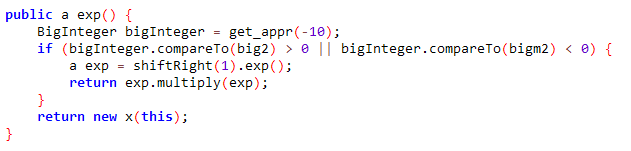 public a exp() {
    BigInteger bigInteger = get_appr(-10);
    if (bigInteger.compareTo(big2) > 0 || bigInteger.compareTo(bigm2) < 0) {
        a exp = shiftRight(1).exp();
        return exp.multiply(exp);
    }
    return new x(this);
}